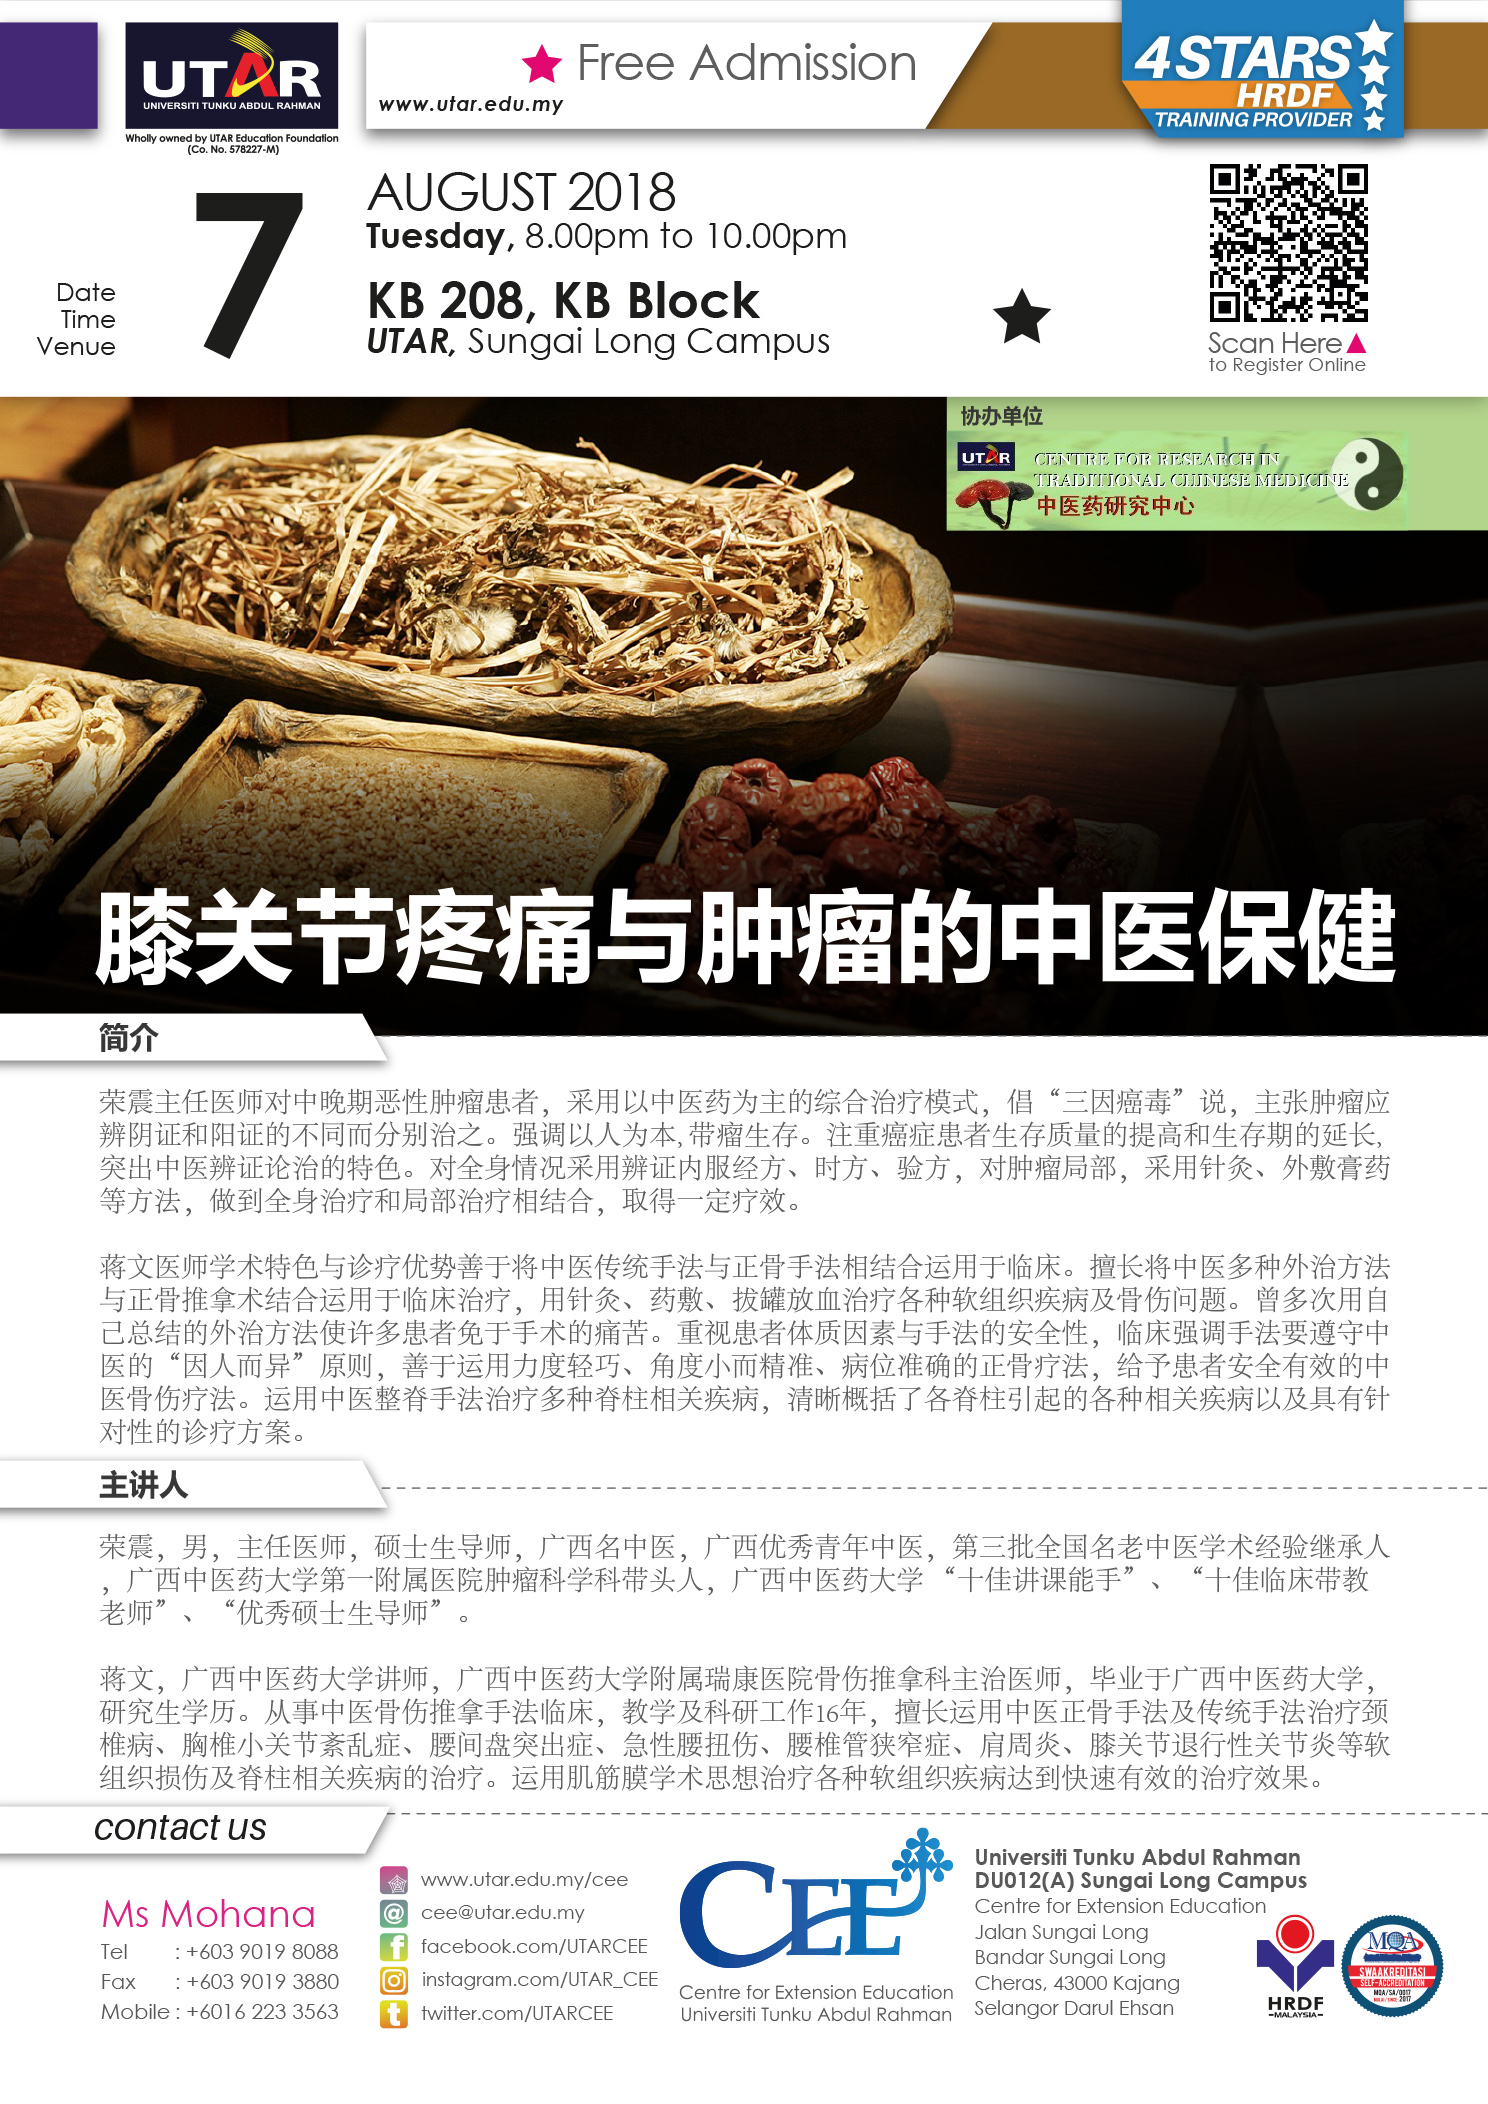 UTAR
UNIVERSITI TUNKU ABDUL RAHMAN
Wholly owned by UTAR Education Foundation
(Co. No. 578227-M)
Free Admission
www.utar.edu.my
4 STARS
HRDF
TRAINING PROVIDER
Date
Time
Venue
7
AUGUST 2018
Tuesday, 8.00pm to 10.00pm
KB 208, KB Block
UTAR, Sungai Long Campus
Scan Here
to Register Online
协办单位
UTAR
CENTRE FOR RESEARCH IN
TRADITIONAL CHINESE MEDICINE
中医药研究中心
膝关节疼痛与肿瘤的中医保健
简介
荣震主任医师对中晚期恶性肿瘤患者，采用以中医药为主的综合治疗模式，倡“三因癌毒”说，主张肿瘤应
辨阴证和阳证的不同而分别治之。强调以人为本,带瘤生存。注重癌症患者生存质量的提高和生存期的延长,
突出中医辨证论治的特色。对全身情况采用辨证内服经方、时方、验方，对肿瘤局部，采用针灸、外敷膏药
等方法，做到全身治疗和局部治疗相结合，取得一定疗效。
蒋文医师学术特色与诊疗优势善于将中医传统手法与正骨手法相结合运用于临床。擅长将中医多种外治方法
与正骨推拿术结合运用于临床治疗，用针灸、药敷、拔罐放血治疗各种软组织疾病及骨伤问题。曾多次用自
己总结的外治方法使许多患者免于手术的痛苦。重视患者体质因素与手法的安全性，临床强调手法要遵守中
医的“因人而异”原则，善于运用力度轻巧、角度小而精准、病位准确的正骨疗法，给予患者安全有效的中
医骨伤疗法。运用中医整脊手法治疗多种脊柱相关疾病，清晰概括了各脊柱引起的各种相关疾病以及具有针
对性的诊疗方案。
主讲人
荣震，男，主任医师，硕士生导师，广西名中医，广西优秀青年中医，第三批全国名老中医学术经验继承人
，广西中医药大学第一附属医院肿瘤科学科带头人，广西中医药大学“十佳讲课能手”、“十佳临床带教
老师”、“优秀硕士生导师”。
蒋文，广西中医药大学讲师，广西中医药大学附属瑞康医院骨伤推拿科主治医师，毕业于广西中医药大学，
研究生学历。从事中医骨伤推拿手法临床，教学及科研工作16年，擅长运用中医正骨手法及传统手法治疗颈
椎病、胸椎小关节紊乱症、腰间盘突出症、急性腰扭伤、腰椎管狭窄症、肩周炎、膝关节退行性关节炎等软
组织损伤及脊柱相关疾病的治疗。运用肌筋膜学术思想治疗各种软组织疾病达到快速有效的治疗效果。
contact us
Ms Mohana
Tel : +603 9019 8088
Fax : +603 9019 3880
Mobile : +6016 223 3563
www.utar.edu.my/cee
cee@utar.edu.my
facebook.com/UTARCEE
instagram.com/UTAR_CEE
twitter.com/UTARCEE
CEE
Centre for Extension Education
Universiti Tunku Abdul Rahman
Universiti Tunku Abdul Rahman
DU012(A) Sungai Long Campus
Centre for Extension Education
Jalan Sungai Long
Bandar Sungai Long
Cheras, 43000 Kajang
Selangor Darul Ehsan
HRDF
MALAYSIA
MQA
SWAAKREDITASI
SELF-ACCREDITATION
MQA/SA/0017
MULAI / SINCE 2017